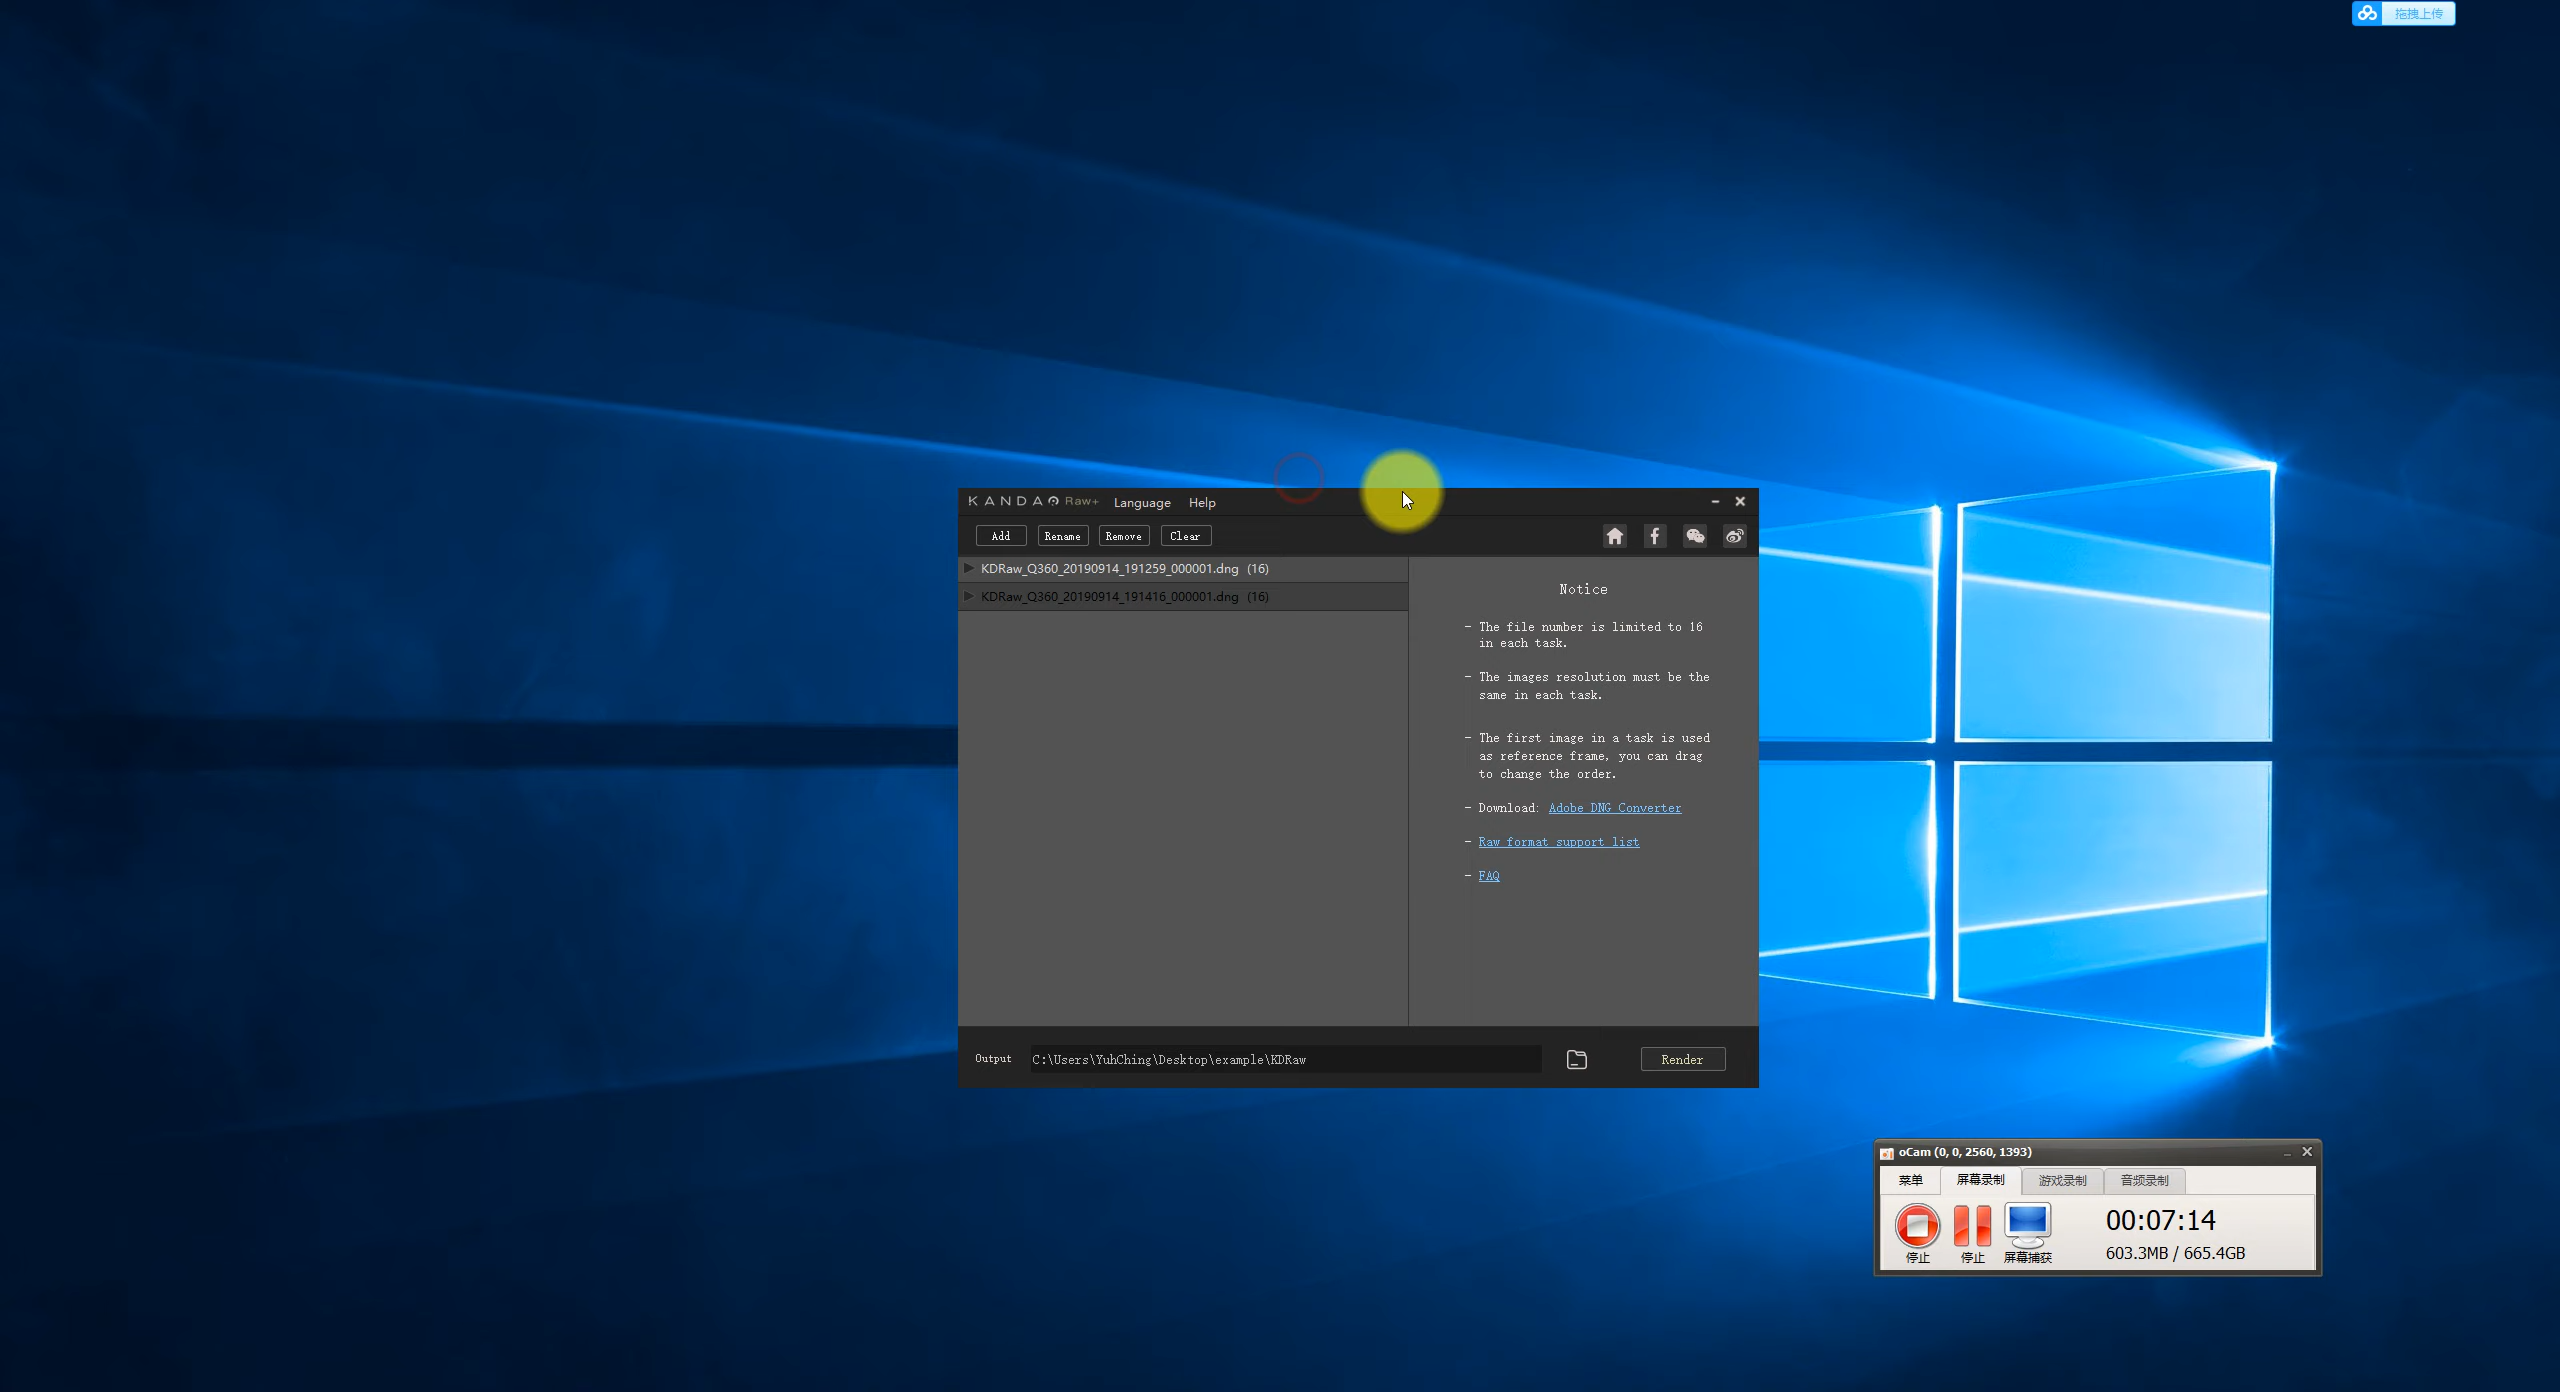 拖拽上传
KANDAO Raw+ Language Help
Add Rename Remove Clear
KDRaw_Q360_20190914_191259_000001.dng (16)
KDRaw_Q360_20190914_191416_000001.dng (16)
Notice
- The file number is limited to 16
in each task.
- The images resolution must be the
same in each task.
- The first image in a task is used
as reference frame, you can drag
to change the order.
- Download: Adobe DNG Converter
- Raw format support list
- FAQ
Output C:\Users\YuhChing\Desktop\example\KDRaw Render
oCam (0, 0, 2560, 1393)
菜单 屏幕录制 游戏录制 音频录制
00:07:14
603.3MB / 665.4GB
停止 停止 屏幕捕获